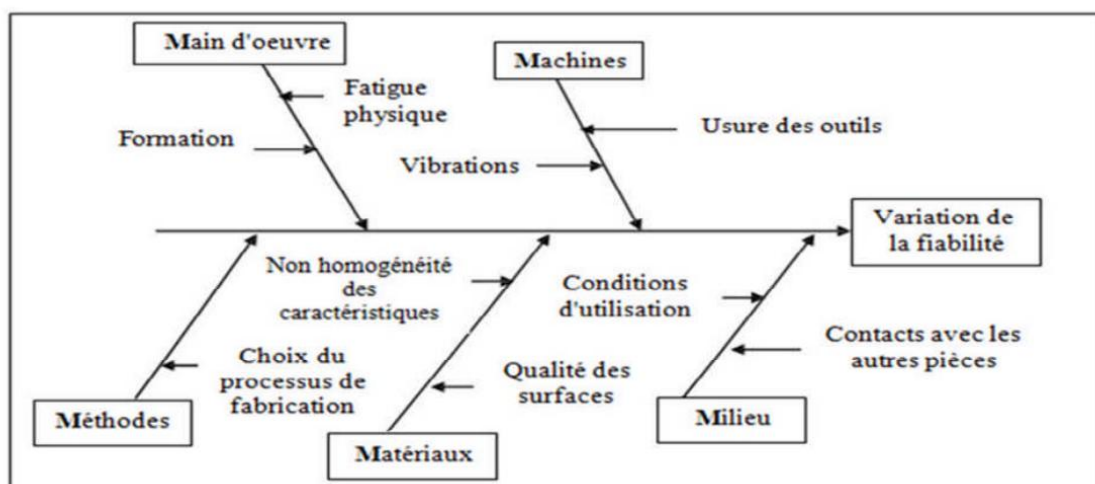 Main d'oeuvre
Machines
Fatigue
physique
Formation
Usure des outils
Vibrations
Variation de
la fiabilité
Non homogénéité
des
caractéristiques
Conditions
d'utilisation
Choix du
processus de
fabrication
Contacts avec les
autres pièces
Qualité des
surfaces
Méthodes
Matériaux
Milieu